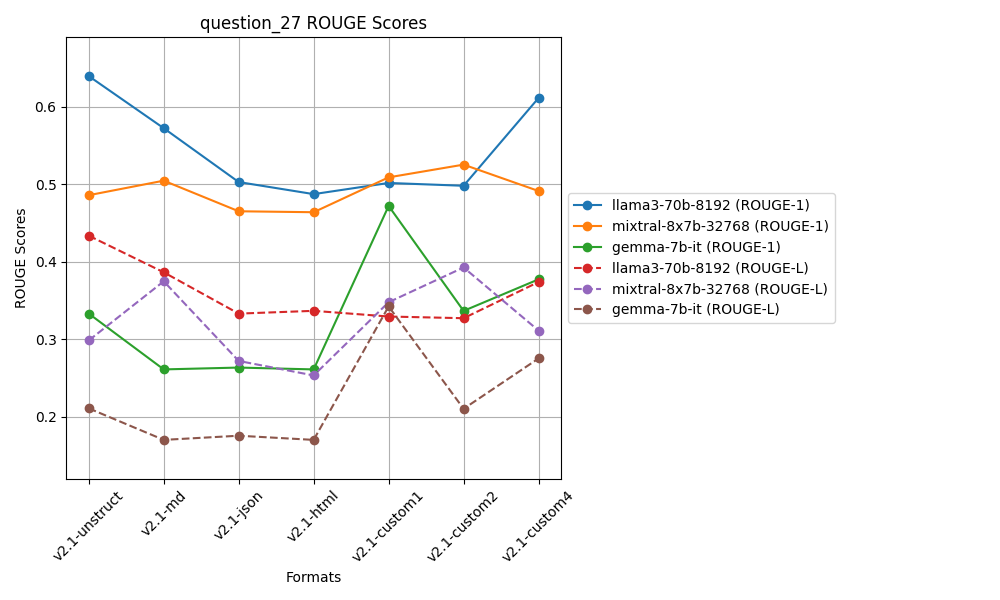 question_27 ROUGE Scores
ROUGE Scores
0.6
0.5
0.4
0.3
0.2
v2.1-unstruct
v2.1-md
v2.1-json
v2.1-html
v2.1-custom1
v2.1-custom2
v2.1-custom4
Formats
llama3-70b-8192 (ROUGE-1)
mixtral-8x7b-32768 (ROUGE-1)
gemma-7b-it (ROUGE-1)
llama3-70b-8192 (ROUGE-L)
mixtral-8x7b-32768 (ROUGE-L)
gemma-7b-it (ROUGE-L)